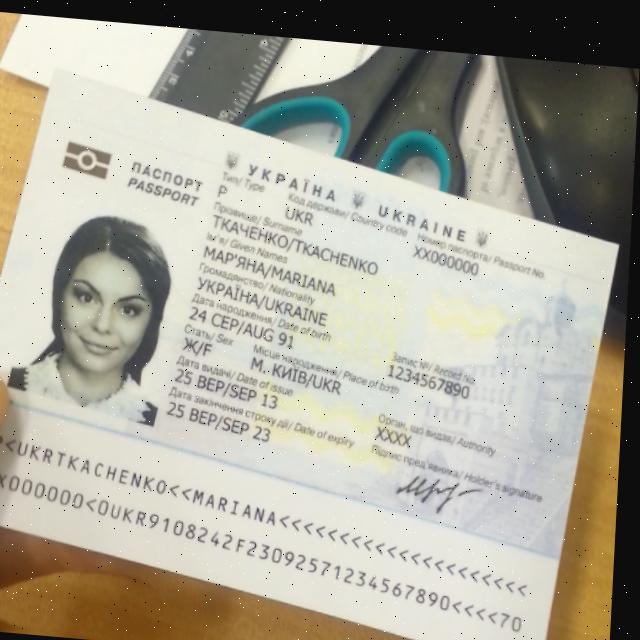 УКРАЇНА UKRAINE
ПАСПОРТ
PASSPORT
Тип/ Type
Код держави/ Country code
Номер паспорта/ Passport No.
P
UKR
XX000000
Прізвище/ Surname
ТКАЧЕНКО/TKACHENKO
Ім'я/ Given Names
МАР'ЯНА/MARIANA
Громадянство/ Nationality
УКРАЇНА/UKRAINE
Дата народження/ Date of birth
Запис №/ Record No.
24 СЕР/AUG 91
1234567890
Стать/ Sex
Місце народження/ Place of birth
Ж/F
М. КИЇВ/UKR
Дата видачі/ Date of issue
Орган, що видав/ Authority
25 ВЕР/SEP 13
XXXX
Дата закінчення строку дії/ Date of expiry
Підпис пред'явника/ Holder's signature
25 ВЕР/SEP 23
<UKRTKACHENKO<<MARIANA<<<<<<<<<<<<<<<<<<<<<
X000000<0UKR9108242F23092571234567890<<<<70